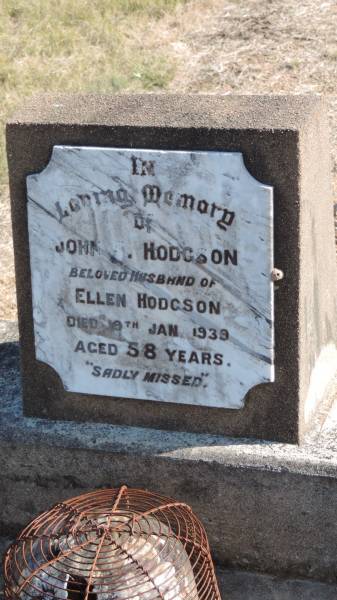 IN
Loving Memory
OF
JOHN . HODGSON
BELOVED HUSBAND OF
ELLEN HODGSON
DIED 19TH JAN. 1939
AGED 58 YEARS.
"SADLY MISSED".